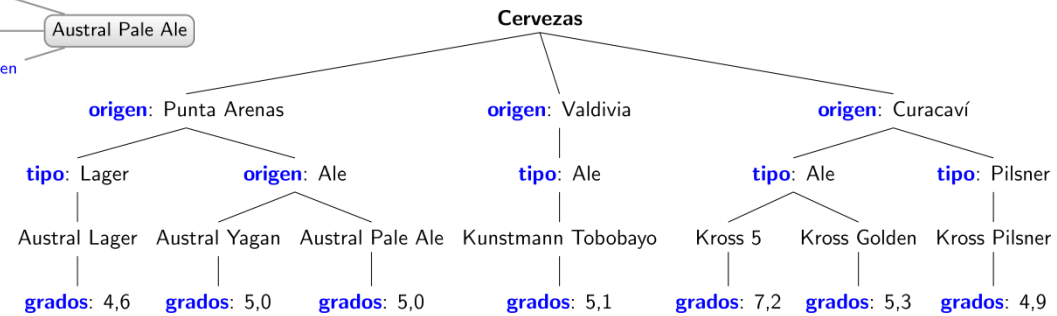 Cervezas
Austral Pale Ale
en
origen: Punta Arenas origen: Valdivia origen: Curacaví
tipo: Lager origen: Ale tipo: Ale tipo: Ale tipo: Pilsner
Austral Lager Austral Yagan Austral Pale Ale Kunstmann Tobobayo Kross 5 Kross Golden Kross Pilsner
grados: 4,6 grados: 5,0 grados: 5,0 grados: 5,1 grados: 7,2 grados: 5,3 grados: 4,9